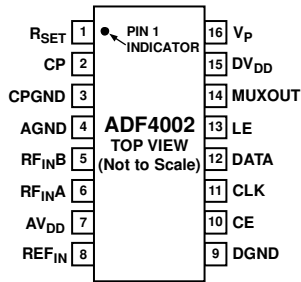 RSET 1
CP 2
CPGND 3
AGND 4
RFINB 5
RFINA 6
AVDD 7
REFIN 8
PIN 1
INDICATOR
ADF4002
TOP VIEW
(Not to Scale)
16 VP
15 DVDD
14 MUXOUT
13 LE
12 DATA
11 CLK
10 CE
9 DGND